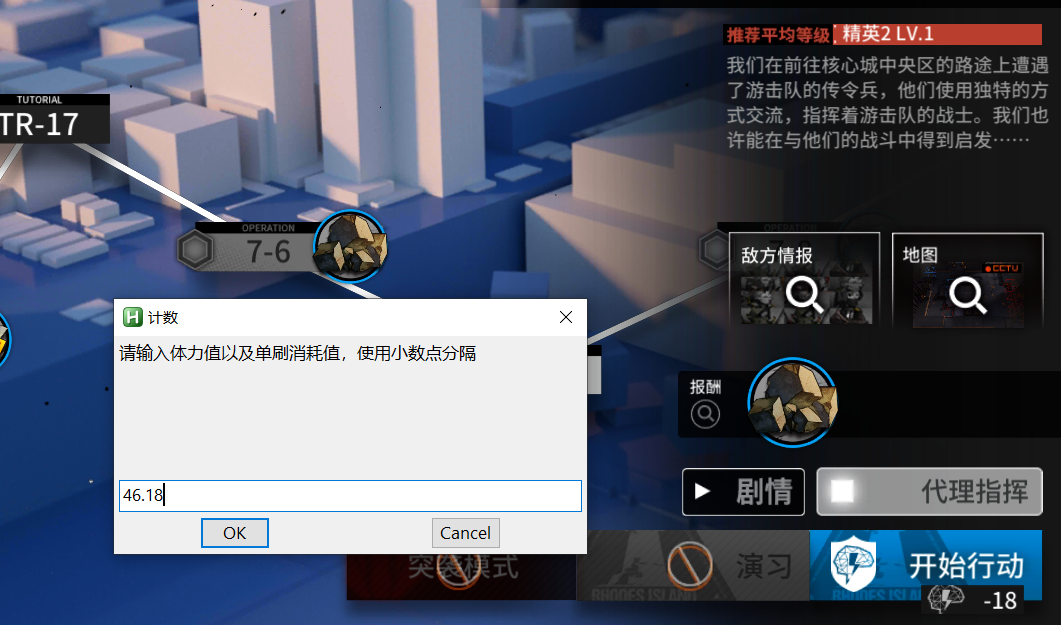 推荐平均等级 精英2 LV.1
我们在前往核心城中央区的路途上遭遇
了游击队的传令兵，他们使用独特的方
式交流，指挥着游击队的战士。我们也
许能在与他们的战斗中得到启发……
TUTORIAL
TR-17
OPERATION
7-6
OPERATION
敌方情报
地图
CCTV
计数
请输入体力值以及单刷消耗值，使用小数点分隔
46.18
OK
Cancel
报酬
剧情
代理指挥
突袭模式
演习
开始行动
RHODES ISLAND
-18